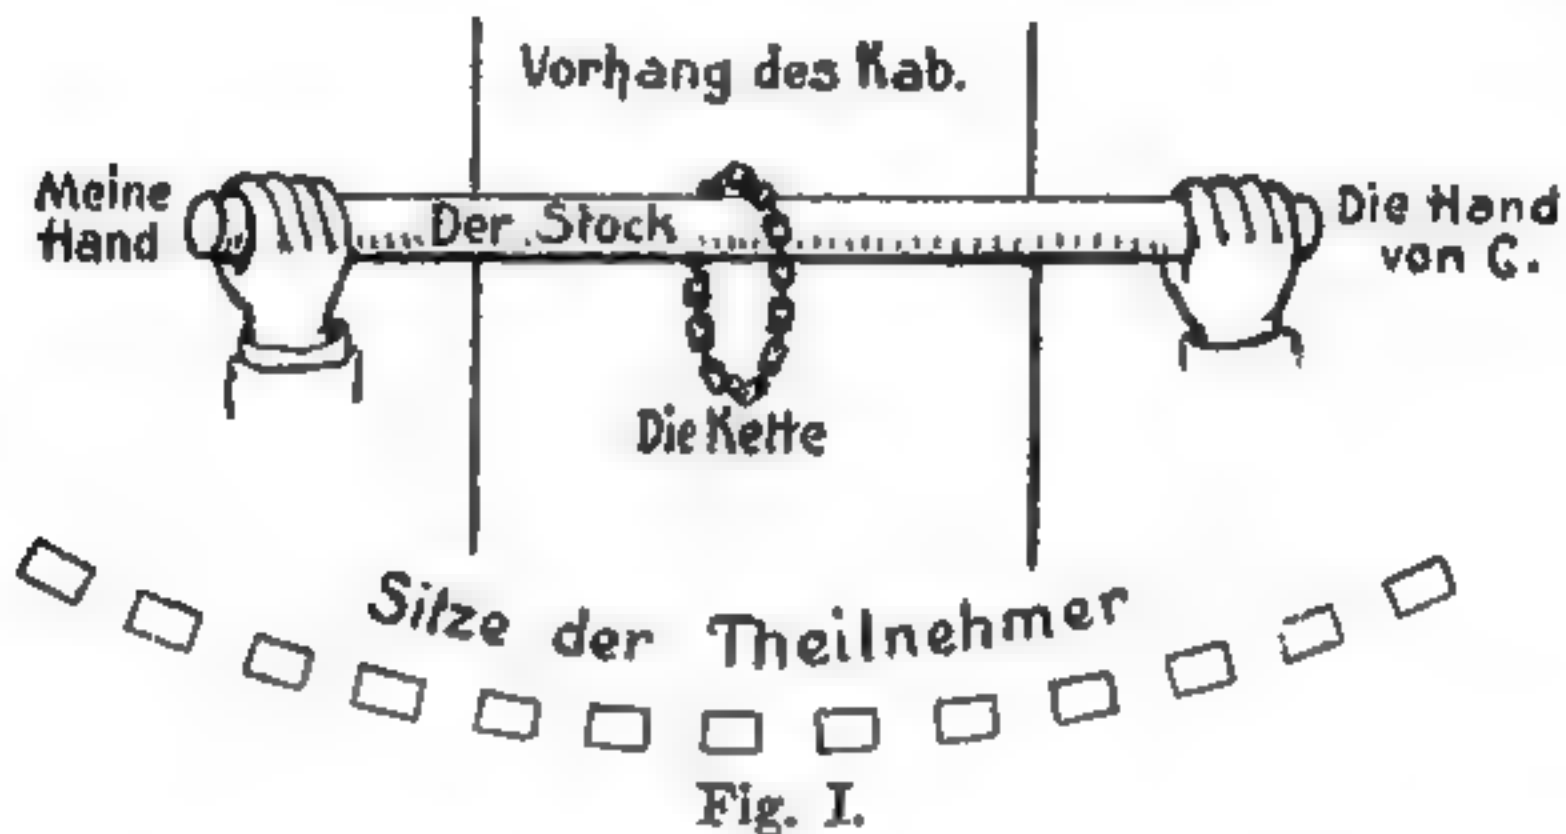 Vorhang des Kab.
Meine
Hand
Der Stock
Die Hand
von C.
Die Kette
Sitze der Theilnehmer
Fig. I.